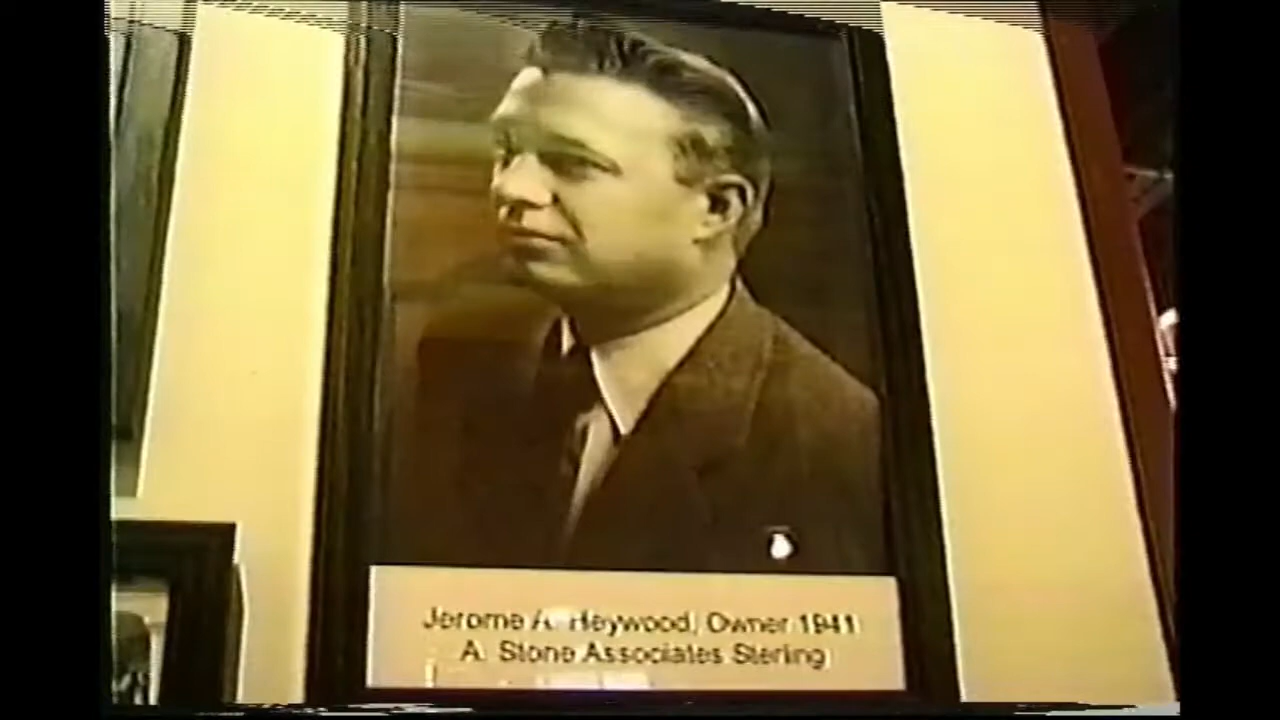 Jerome A. Heywood, Owner 1941
A. Stone Associates Sterling